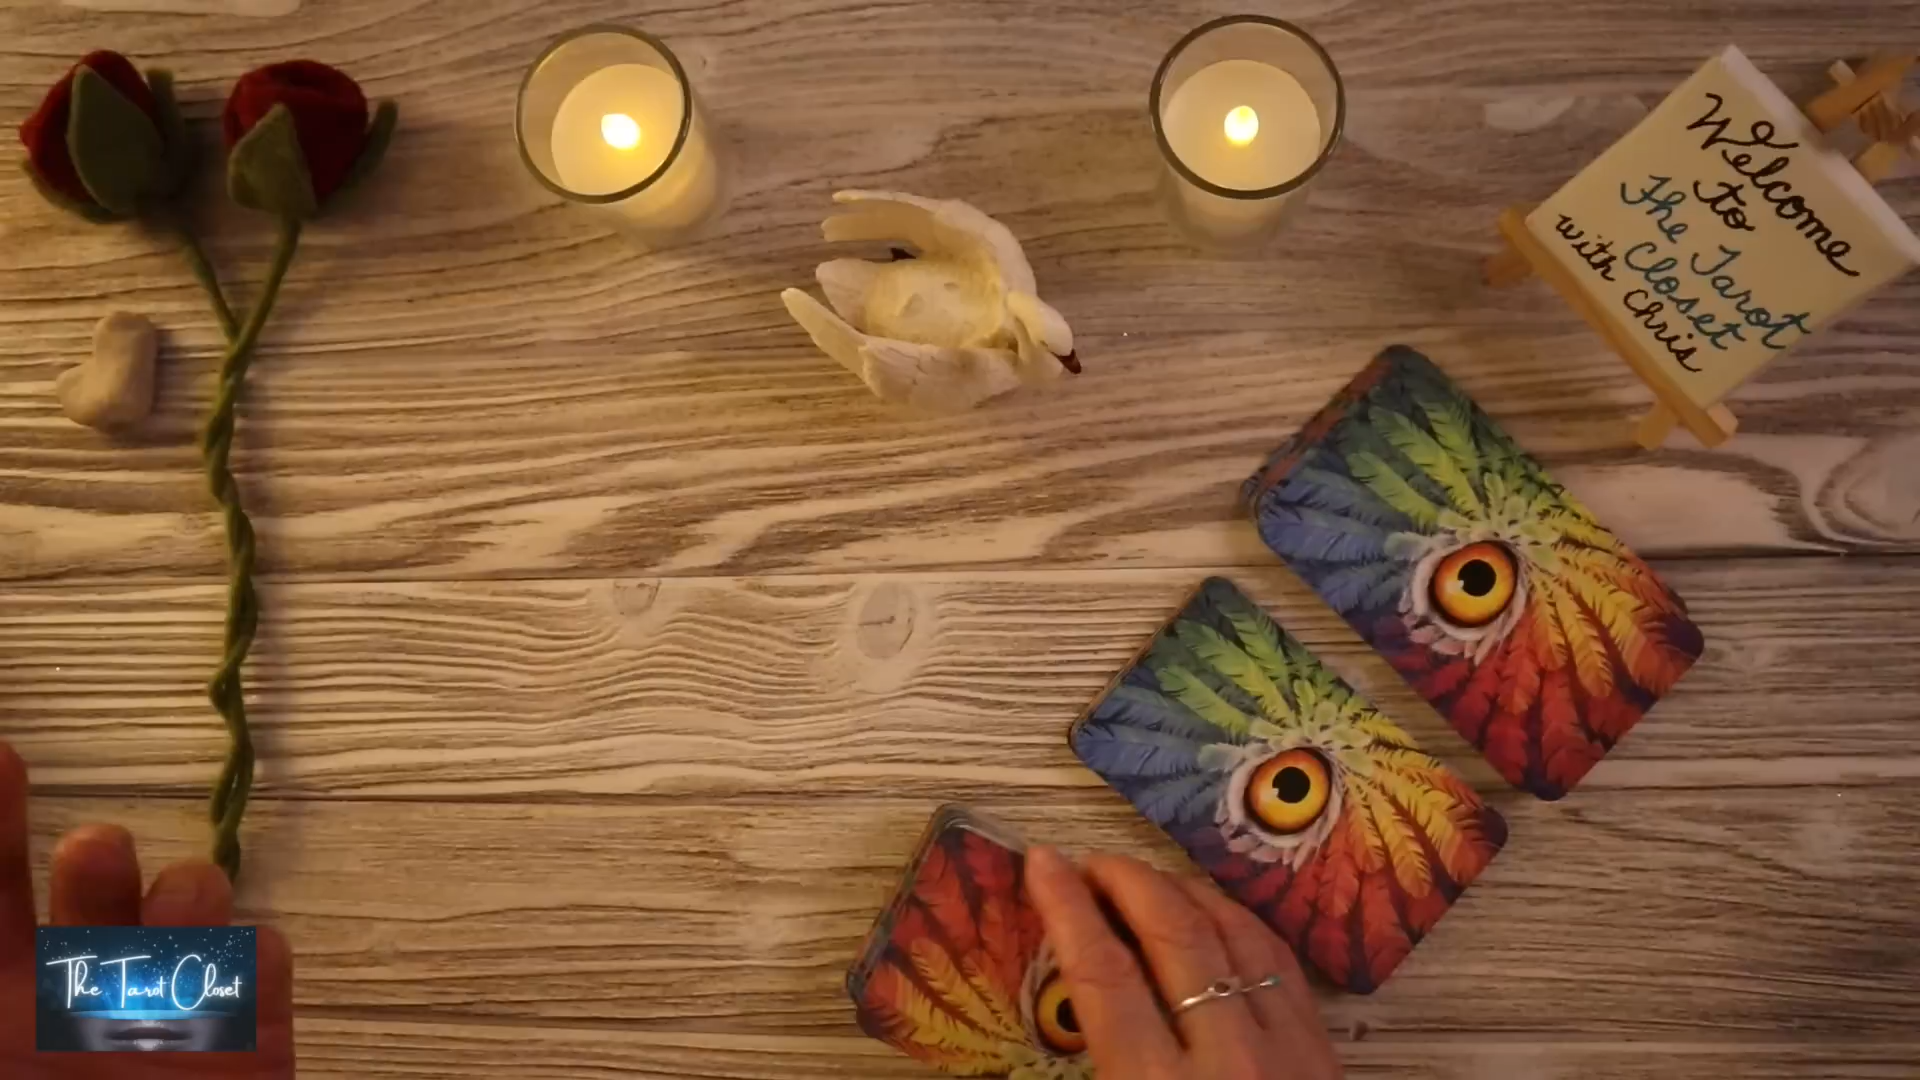 Welcome
to
The Tarot
Closet
with Chris
The Tarot Closet